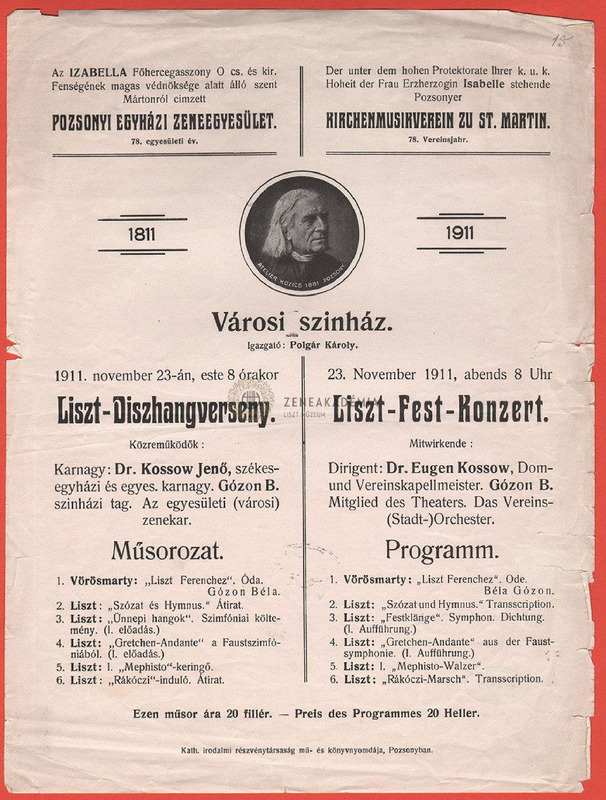 15
Az IZABELLA Főhercegasszony Ő cs. és kir.
Fenségének magas védnöksége alatt álló szent
Mártonról cimzett
POZSONYI EGYHÁZI ZENEEGYESÜLET.
78. egyesületi év.
Der unter dem hohen Protektorate Ihrer k. u. k.
Hoheit der Frau Erzherzogin Isabelle stehende
Pozsonyer
KIRCHENMUSIKVEREIN ZU ST. MARTIN.
78. Vereinsjahr.
1811
ATELIER KOZICS 1881 POZSONY
1911
Városi szinház.
Igazgató: Polgár Károly.
1911. november 23-án, este 8 órakor
Liszt-Diszhangverseny.
Közreműködők:
Karnagy: Dr. Kossow Jenő, székes-
egyházi és egyes. karnagy. Gózon B.
szinházi tag. Az egyesületi (városi)
zenekar.
Műsorozat.
1. Vörösmarty: „Liszt Ferenchez". Óda.
Gózon Béla.
2. Liszt: „Szózat és Hymnus." Átirat.
3. Liszt: „Ünnepi hangok". Szimfóniai költe-
mény. (I. előadás.)
4. Liszt: „Gretchen-Andante" a Faustszimfó-
niából. (I. előadás.)
5. Liszt: I. „Mephisto"-keringő.
6. Liszt: „Rákóczi"-induló. Átirat.
23. November 1911, abends 8 Uhr
Liszt-Fest-Konzert.
Mitwirkende:
Dirigent: Dr. Eugen Kossow, Dom-
und Vereinskapellmeister. Gózon B.
Mitglied des Theaters. Das Vereins-
(Stadt-)Orchester.
Programm.
1. Vörösmarty: „Liszt Ferenchez". Ode.
Béla Gózon.
2. Liszt: „Szózat und Hymnus." Transscription.
3. Liszt: „Festklänge". Symphon. Dichtung.
(I. Aufführung.)
4. Liszt: „Gretchen-Andante" aus der Faust-
symphonie. (I. Aufführung.)
5. Liszt: I. „Mephisto-Walzer".
6. Liszt: „Rákóczi-Marsch". Transscription.
ZENEAKADÉMIA
LISZT MÚZEUM
Ezen műsor ára 20 fillér. — Preis des Programmes 20 Heller.
Kath. irodalmi részvénytársaság mű- és könyvnyomdája, Pozsonyban.